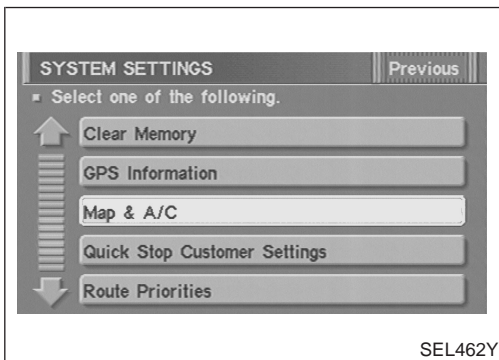 SYSTEM SETTINGS Previous
Select one of the following.
Clear Memory
GPS Information
Map & A/C
Quick Stop Customer Settings
Route Priorities
SEL462Y